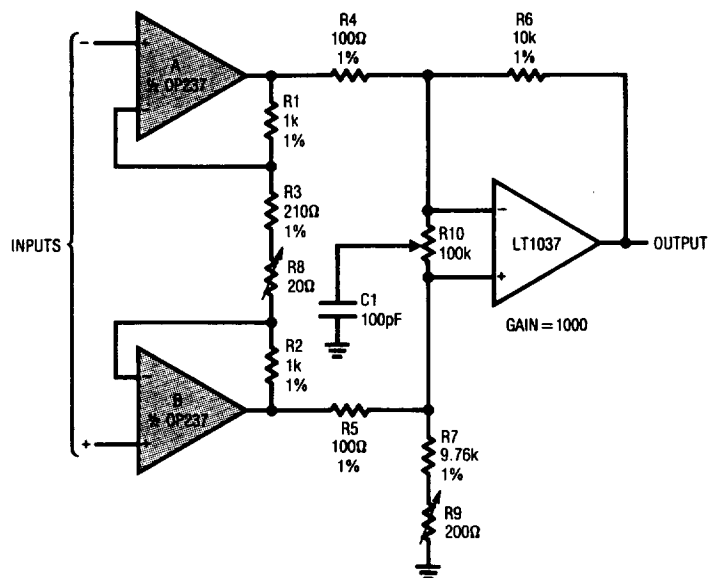 R4
100Ω
1%
R6
10k
1%
−
+
A
½ OP237
−
R1
1k
1%
R3
210Ω
1%
INPUTS
R8
20Ω
R10
100k
−
+
LT1037
OUTPUT
C1
100pF
GAIN = 1000
−
B
½ OP237
+
+
R2
1k
1%
R5
100Ω
1%
R7
9.76k
1%
R9
200Ω